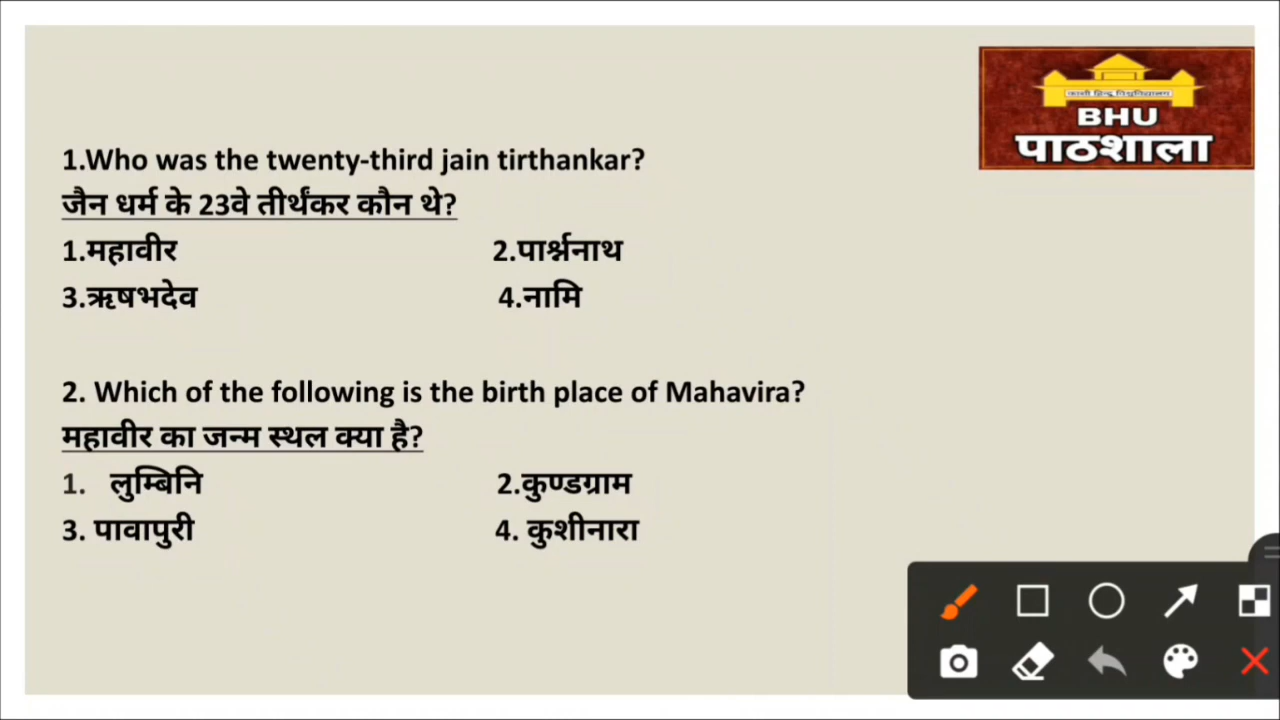 काशी हिन्दू विश्वविद्यालय
BHU
पाठशाला
1.Who was the twenty-third jain tirthankar?
जैन धर्म के 23वे तीर्थंकर कौन थे?
1.महावीर 2.पार्श्नाथ
3.ऋषभदेव 4.नामि
2. Which of the following is the birth place of Mahavira?
महावीर का जन्म स्थल क्या है?
1. लुम्बिनि 2.कुण्डग्राम
3. पावापुरी 4. कुशीनारा